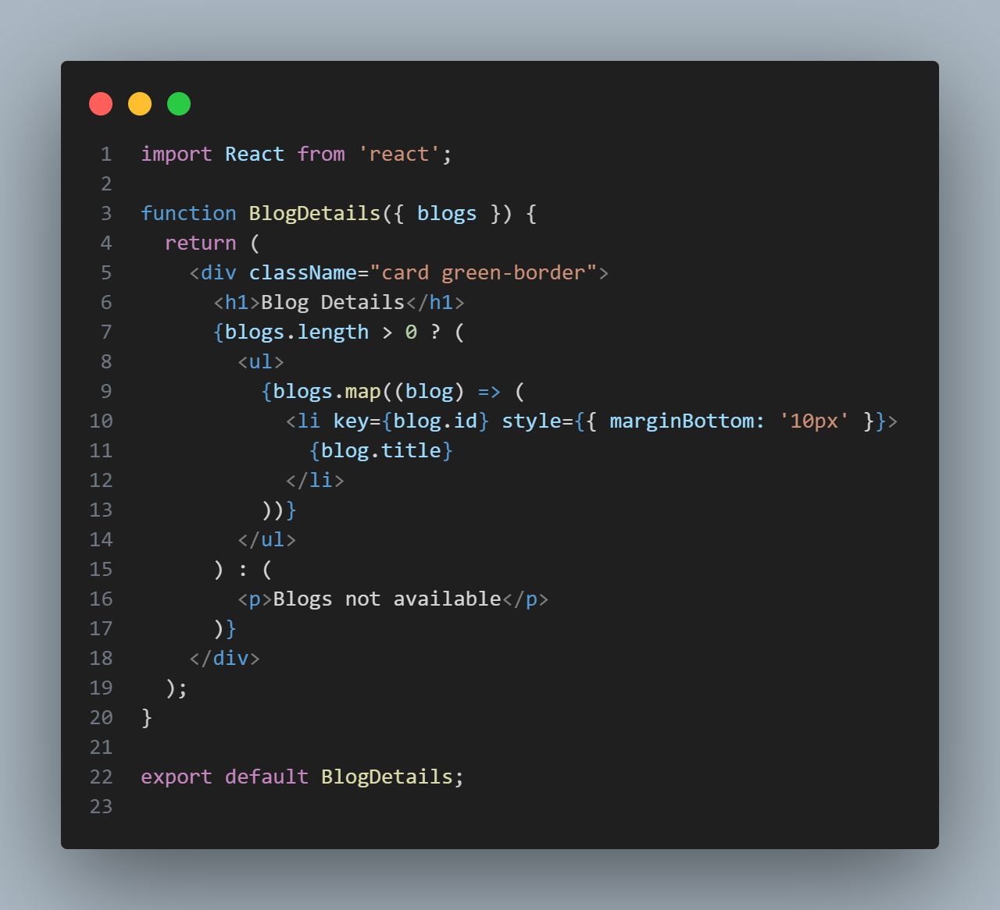 1 import React from 'react';
2
3 function BlogDetails({ blogs }) {
4   return (
5     <div className="card green-border">
6       <h1>Blog Details</h1>
7       {blogs.length > 0 ? (
8         <ul>
9           {blogs.map((blog) => (
10             <li key={blog.id} style={{ marginBottom: '10px' }}>
11               {blog.title}
12             </li>
13           ))}
14         </ul>
15       ) : (
16         <p>Blogs not available</p>
17       )}
18     </div>
19   );
20 }
21
22 export default BlogDetails;
23